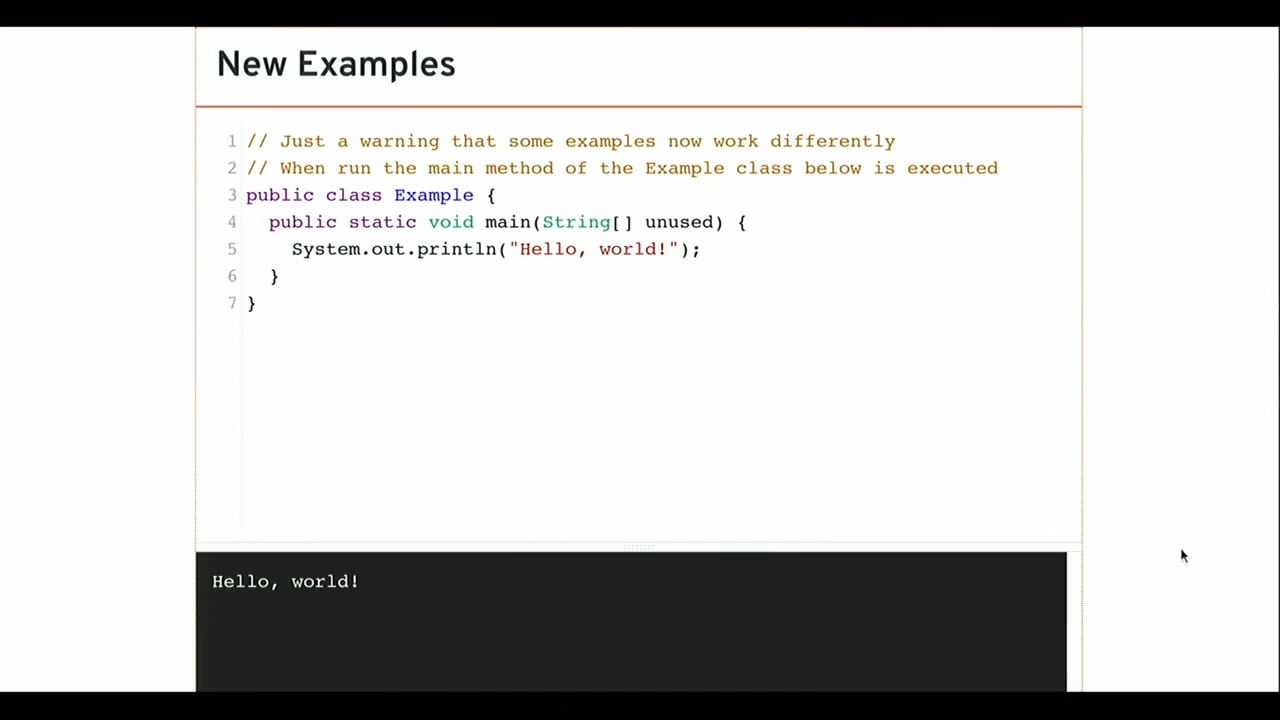 New Examples
1 // Just a warning that some examples now work differently
2 // When run the main method of the Example class below is executed
3 public class Example {
4   public static void main(String[] unused) {
5     System.out.println("Hello, world!");
6   }
7 }
Hello, world!